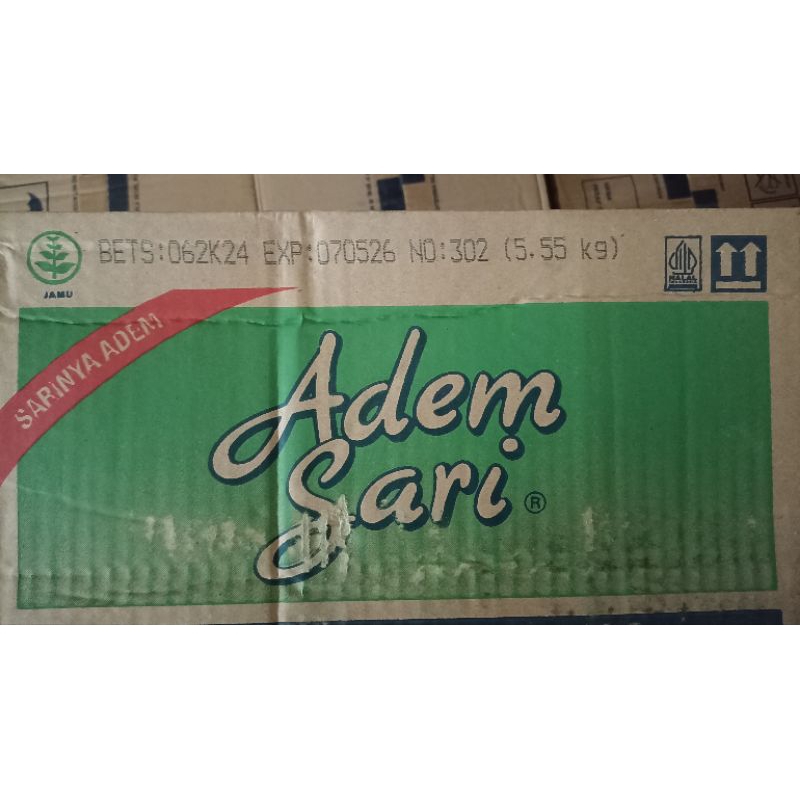 BETS:062K24 EXP:070526 NO:302 (5.55 kg)
JAMU
HALAL
SARINYA ADEM
Adem
Sari ®